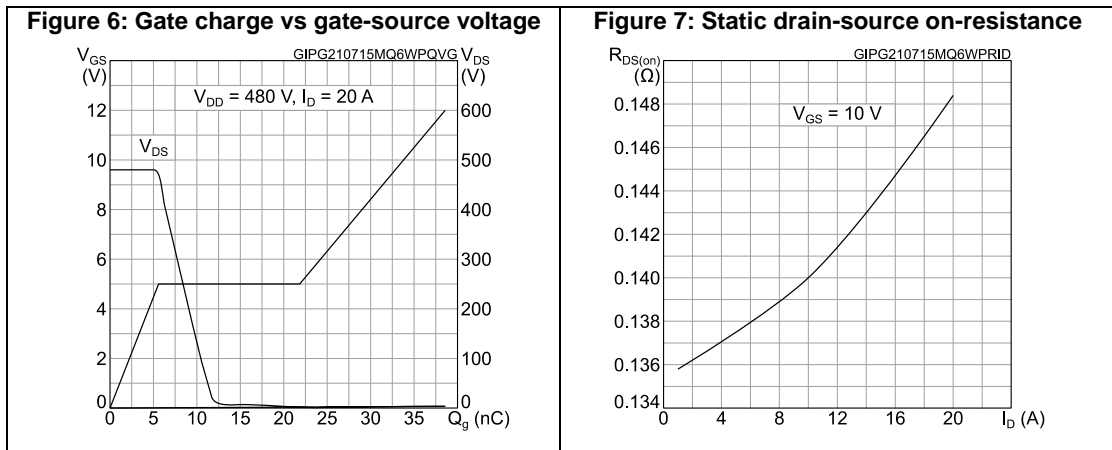 Figure 6: Gate charge vs gate-source voltage
V_GS (V)
GIPG210715MQ6WPQVG
V_DS (V)
V_DD = 480 V, I_D = 20 A
12
10
8
6
4
2
0
V_DS
600
500
400
300
200
100
0
0 5 10 15 20 25 30 35 Q_g (nC)
Figure 7: Static drain-source on-resistance
R_DS(on) (Ω)
GIPG210715MQ6WPRID
V_GS = 10 V
0.148
0.146
0.144
0.142
0.140
0.138
0.136
0.134
0 4 8 12 16 20 I_D (A)